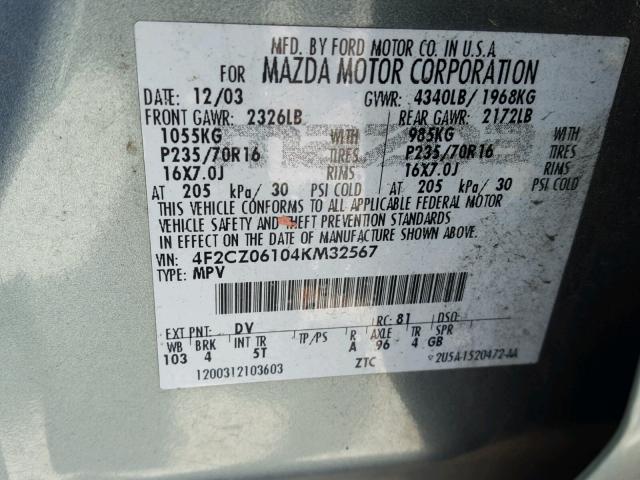 MFD. BY FORD MOTOR CO. IN U.S.A.
FOR MAZDA MOTOR CORPORATION
DATE: 12/03 GVWR: 4340LB/ 1968KG
FRONT GAWR: 2326LB REAR GAWR: 2172LB
1055KG WITH 985KG WITH
P235/70R16 TIRES P235/70R16 TIRES
16X7.0J RIMS 16X7.0J RIMS
AT 205 kPa/ 30 PSI COLD AT 205 kPa/ 30 PSI COLD
THIS VEHICLE CONFORMS TO ALL APPLICABLE FEDERAL MOTOR
VEHICLE SAFETY AND THEFT PREVENTION STANDARDS
IN EFFECT ON THE DATE OF MANUFACTURE SHOWN ABOVE.
VIN: 4F2CZ06104KM32567
TYPE: MPV
EXT PNT: DV RC: 81 DSO:
WB BRK INT TR TP/PS R AXLE TR SPR
103 4 5T A 96 4 GB
1200312103603 ZTC 2U5A-1520472-AA